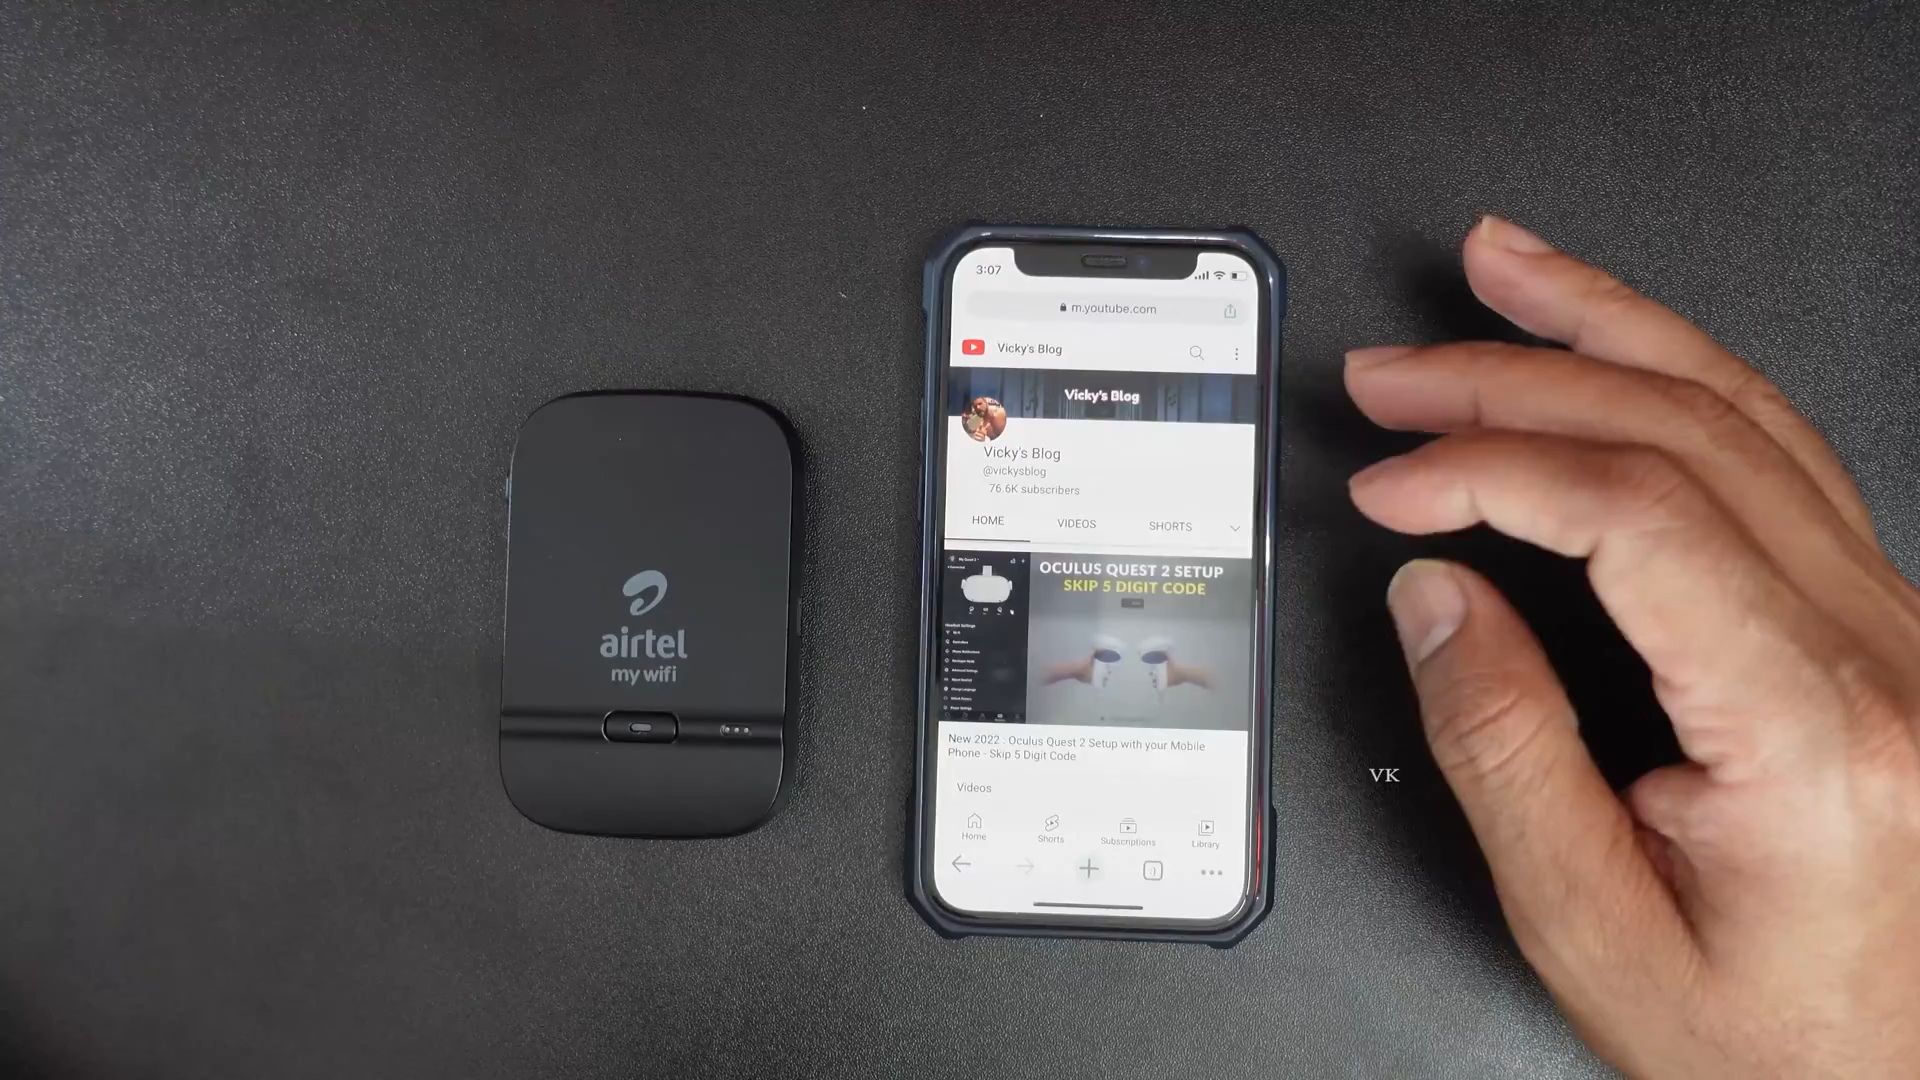 airtel
my wifi
3:07
m.youtube.com
Vicky's Blog
Vicky's Blog
Vicky's Blog
@vickysblog
76.6K subscribers
HOME VIDEOS SHORTS
OCULUS QUEST 2 SETUP
SKIP 5 DIGIT CODE
New 2022 : Oculus Quest 2 Setup with your Mobile
Phone - Skip 5 Digit Code
Videos
Home Shorts Subscriptions Library
:)
VK